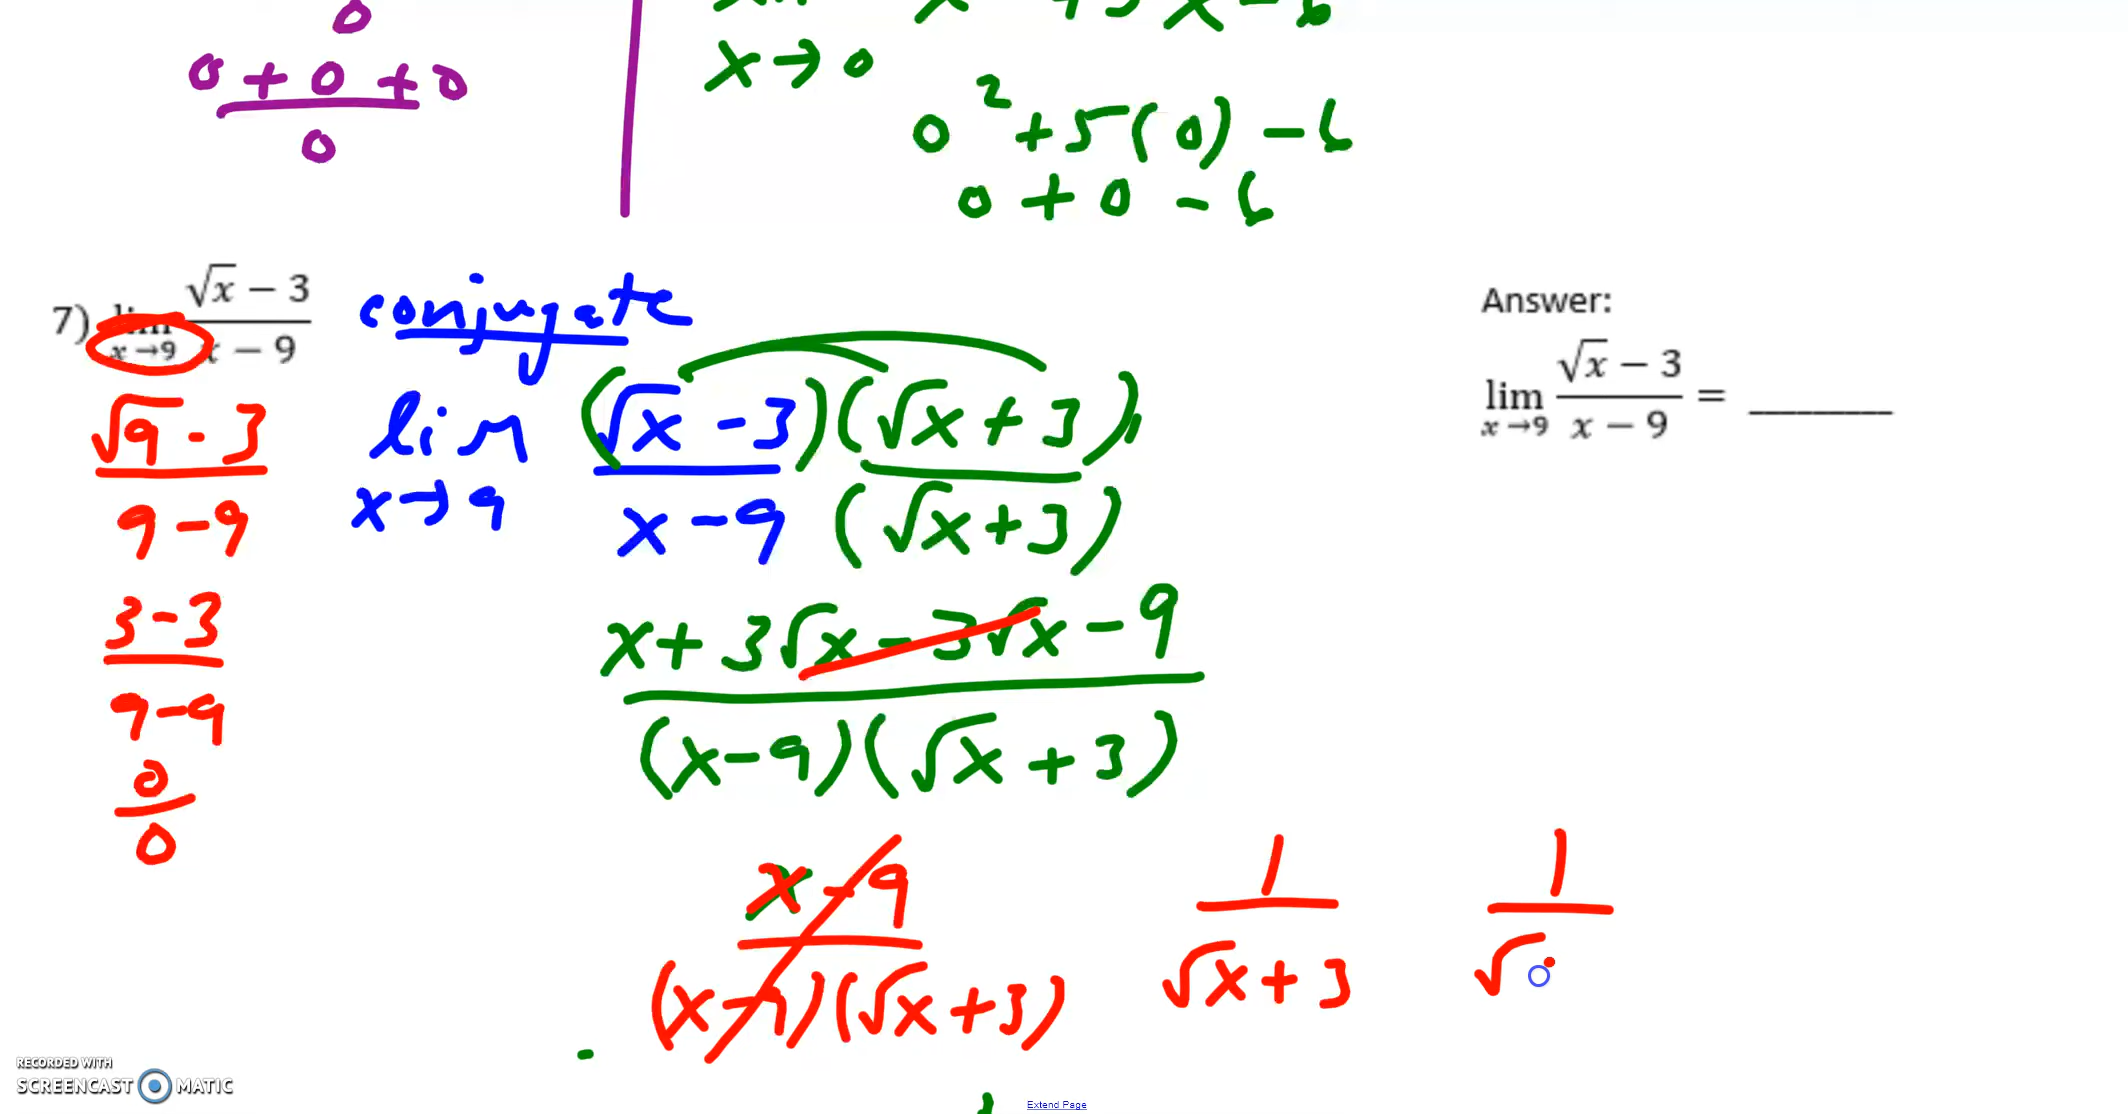 0
0 + 0 + 0
0
x → 0
0² + 5(0) - 6
0 + 0 - 6
7) lim x→9 (√x − 3)/(x − 9)
conjugate
√9 - 3
9 - 9
3 - 3
9 - 9
0
0
lim (√x - 3)(√x + 3)
x→9 x - 9 (√x + 3)
x + 3√x - 3√x - 9
(x - 9)(√x + 3)
x - 9
(x - 9)(√x + 3)
1
√x + 3
1
√
Answer:
lim x→9 (√x − 3)/(x − 9) = ________
RECORDED WITH
SCREENCAST MATIC
Extend Page